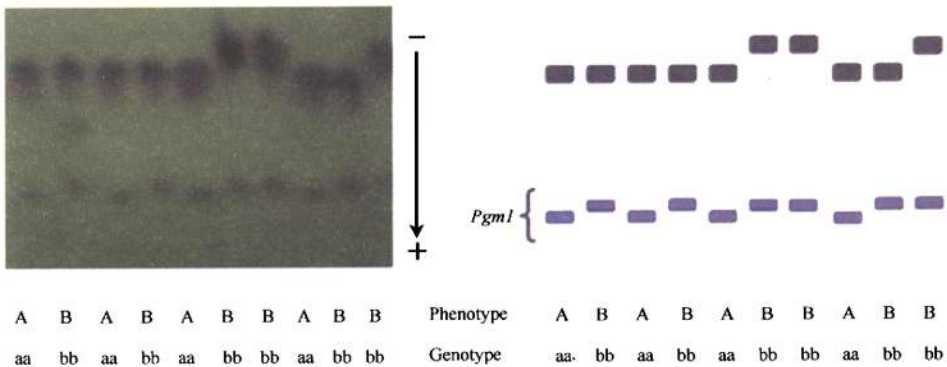 −
Pgm1
+
A B A B A B B A B B Phenotype A B A B A B B A B B
aa bb aa bb aa bb bb aa bb bb Genotype aa. bb aa bb aa bb bb aa bb bb